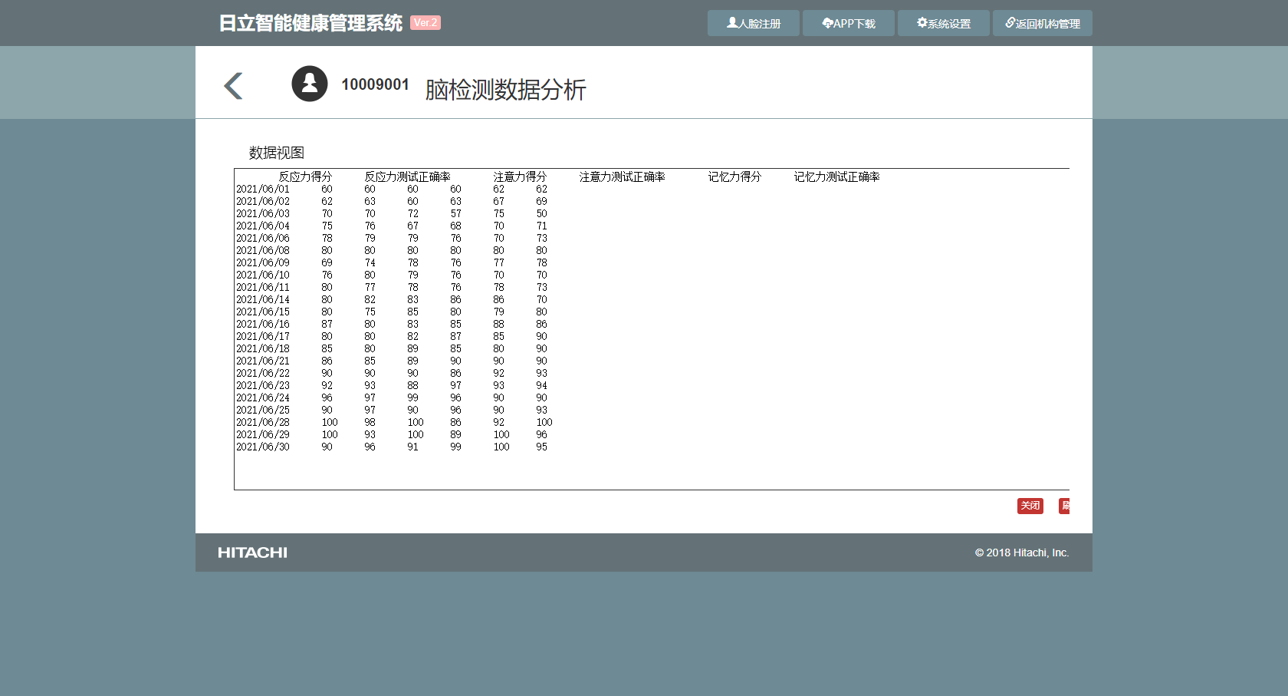 日立智能健康管理系统 Ver.2 人脸注册 APP下载 系统设置 返回机构管理
10009001 脑检测数据分析
数据视图
反应力得分 反应力测试正确率 注意力得分 注意力测试正确率 记忆力得分 记忆力测试正确率
2021/06/01 60 60 60 60 62 62
2021/06/02 62 63 60 63 67 69
2021/06/03 70 70 72 57 75 50
2021/06/04 75 76 67 68 70 71
2021/06/06 78 79 79 76 70 73
2021/06/08 80 80 80 80 80 80
2021/06/09 69 74 78 76 77 78
2021/06/10 76 80 79 76 70 70
2021/06/11 80 77 78 76 78 73
2021/06/14 80 82 83 86 86 70
2021/06/15 80 75 85 80 79 80
2021/06/16 87 80 83 85 88 86
2021/06/17 80 80 82 87 85 90
2021/06/18 85 80 89 85 80 90
2021/06/21 86 85 89 90 90 90
2021/06/22 90 90 90 86 92 93
2021/06/23 92 93 88 97 93 94
2021/06/24 96 97 99 96 90 90
2021/06/25 90 97 90 96 90 93
2021/06/28 100 98 100 86 92 100
2021/06/29 100 93 100 89 100 96
2021/06/30 90 96 91 99 100 95
关闭
HITACHI © 2018 Hitachi, Inc.